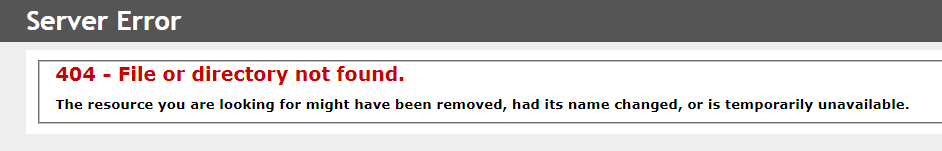 Server Error
404 - File or directory not found.
The resource you are looking for might have been removed, had its name changed, or is temporarily unavailable.